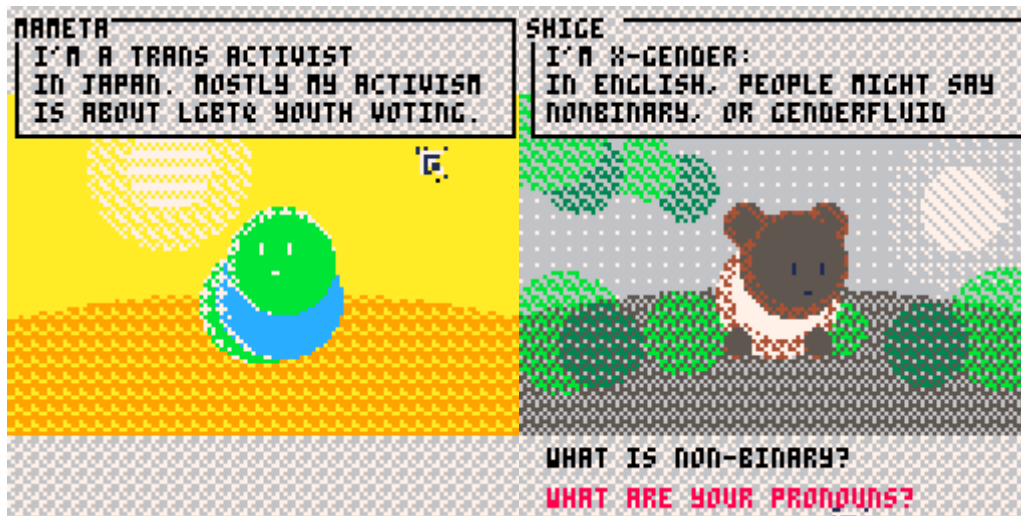 MAMETA
I'M A TRANS ACTIVIST
IN JAPAN. MOSTLY MY ACTIVISM
IS ABOUT LGBTQ YOUTH VOTING.
SHIGE
I'M X-GENDER:
IN ENGLISH, PEOPLE MIGHT SAY
NONBINARY, OR GENDERFLUID
WHAT IS NON-BINARY?
WHAT ARE YOUR PRONOUNS?